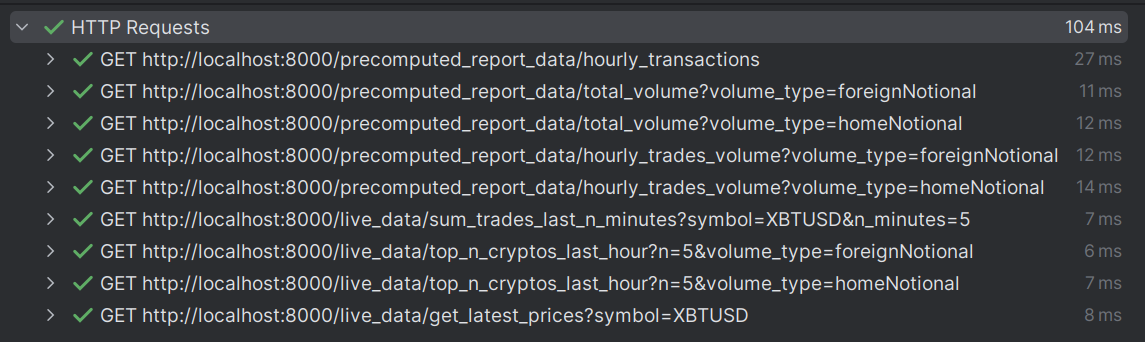 HTTP Requests 104 ms
GET http://localhost:8000/precomputed_report_data/hourly_transactions 27 ms
GET http://localhost:8000/precomputed_report_data/total_volume?volume_type=foreignNotional 11 ms
GET http://localhost:8000/precomputed_report_data/total_volume?volume_type=homeNotional 12 ms
GET http://localhost:8000/precomputed_report_data/hourly_trades_volume?volume_type=foreignNotional 12 ms
GET http://localhost:8000/precomputed_report_data/hourly_trades_volume?volume_type=homeNotional 14 ms
GET http://localhost:8000/live_data/sum_trades_last_n_minutes?symbol=XBTUSD&n_minutes=5 7 ms
GET http://localhost:8000/live_data/top_n_cryptos_last_hour?n=5&volume_type=foreignNotional 6 ms
GET http://localhost:8000/live_data/top_n_cryptos_last_hour?n=5&volume_type=homeNotional 7 ms
GET http://localhost:8000/live_data/get_latest_prices?symbol=XBTUSD 8 ms